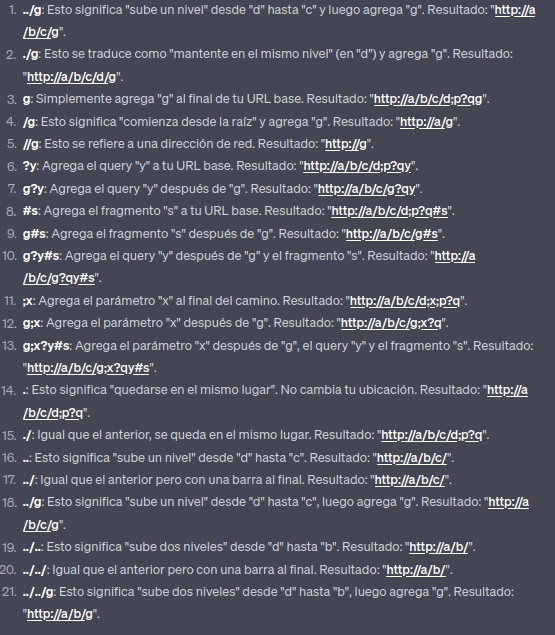 1. ../g: Esto significa "sube un nivel" desde "d" hasta "c" y luego agrega "g". Resultado: "http://a
/b/c/g".
2. ./g: Esto se traduce como "mantente en el mismo nivel" (en "d") y agrega "g". Resultado:
"http://a/b/c/d/g".
3. g: Simplemente agrega "g" al final de tu URL base. Resultado: "http://a/b/c/d;p?qg".
4. /g: Esto significa "comienza desde la raíz" y agrega "g". Resultado: "http://a/g".
5. //g: Esto se refiere a una dirección de red. Resultado: "http://g".
6. ?y: Agrega el query "y" a tu URL base. Resultado: "http://a/b/c/d;p?qy".
7. g?y: Agrega el query "y" después de "g". Resultado: "http://a/b/c/g?qy".
8. #s: Agrega el fragmento "s" a tu URL base. Resultado: "http://a/b/c/d;p?q#s".
9. g#s: Agrega el fragmento "s" después de "g". Resultado: "http://a/b/c/g#s".
10. g?y#s: Agrega el query "y" después de "g" y el fragmento "s". Resultado: "http://a
/b/c/g?qy#s".
11. ;x: Agrega el parámetro "x" al final del camino. Resultado: "http://a/b/c/d;x;p?q".
12. g;x: Agrega el parámetro "x" después de "g". Resultado: "http://a/b/c/g;x?q".
13. g;x?y#s: Agrega el parámetro "x" después de "g", el query "y" y el fragmento "s". Resultado:
"http://a/b/c/g;x?qy#s".
14. .: Esto significa "quedarse en el mismo lugar". No cambia tu ubicación. Resultado: "http://a
/b/c/d;p?q".
15. ./: Igual que el anterior, se queda en el mismo lugar. Resultado: "http://a/b/c/d;p?q".
16. ..: Esto significa "sube un nivel" desde "d" hasta "c". Resultado: "http://a/b/c/".
17. ../: Igual que el anterior pero con una barra al final. Resultado: "http://a/b/c/".
18. ../g: Esto significa "sube un nivel" desde "d" hasta "c", luego agrega "g". Resultado: "http://a
/b/c/g".
19. ../..: Esto significa "sube dos niveles" desde "d" hasta "b". Resultado: "http://a/b/".
20. ../../: Igual que el anterior pero con una barra al final. Resultado: "http://a/b/".
21. ../../g: Esto significa "sube dos niveles" desde "d" hasta "b", luego agrega "g". Resultado:
"http://a/b/g".